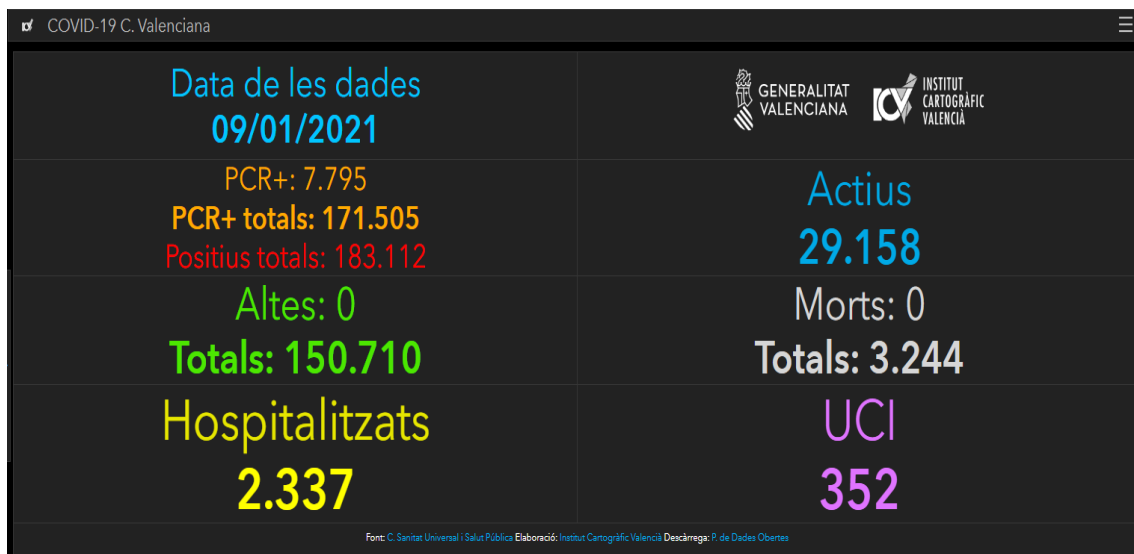 COVID-19 C. Valenciana
Data de les dades
09/01/2021
GENERALITAT
VALENCIANA
INSTITUT
CARTOGRÀFIC
VALENCIÀ
PCR+: 7.795
PCR+ totals: 171.505
Positius totals: 183.112
Actius
29.158
Altes: 0
Totals: 150.710
Morts: 0
Totals: 3.244
Hospitalitzats
2.337
UCI
352
Font: C. Sanitat Universal i Salut Pública Elaboració: Institut Cartogràfic Valencià Descàrrega: P. de Dades Obertes